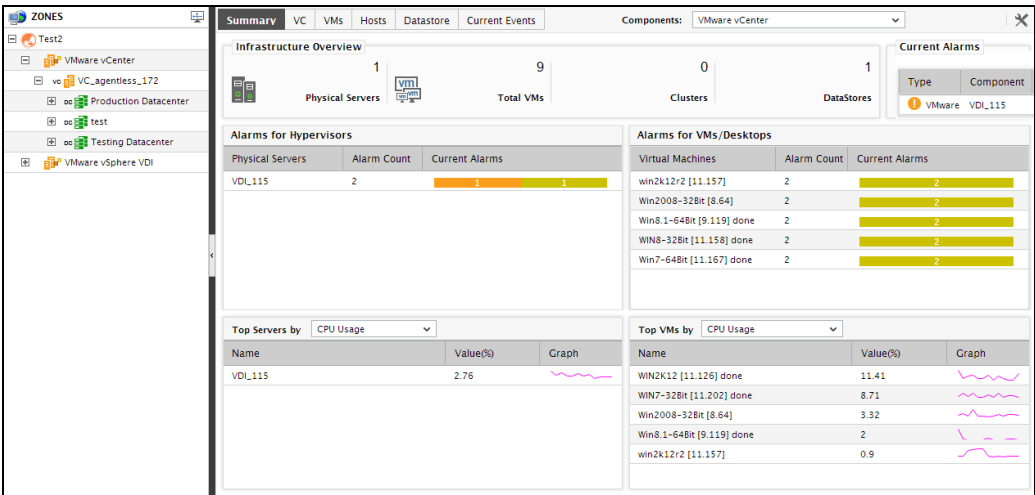 ZONES
Test2
VMware vCenter
VC VC_agentless_172
DC Production Datacenter
DC test
DC Testing Datacenter
VMware vSphere VDI
Summary VC VMs Hosts Datastore Current Events Components: VMware vCenter
Infrastructure Overview
1 Physical Servers
vm vm
9 Total VMs
0 Clusters
1 DataStores
Current Alarms
Type Component
VMware VDI_115
Alarms for Hypervisors
Physical Servers Alarm Count Current Alarms
VDI_115 2 1 1
Alarms for VMs/Desktops
Virtual Machines Alarm Count Current Alarms
win2k12r2 [11.157] 2 2
Win2008-32Bit [8.64] 2 2
Win8.1-64Bit [9.119] done 2 2
WIN8-32Bit [11.158] done 2 2
Win7-64Bit [11.167] done 2 2
Top Servers by CPU Usage
Name Value(%) Graph
VDI_115 2.76
Top VMs by CPU Usage
Name Value(%) Graph
WIN2K12 [11.126] done 11.41
WIN7-32Bit [11.202] done 8.71
Win2008-32Bit [8.64] 3.32
Win8.1-64Bit [9.119] done 2
win2k12r2 [11.157] 0.9